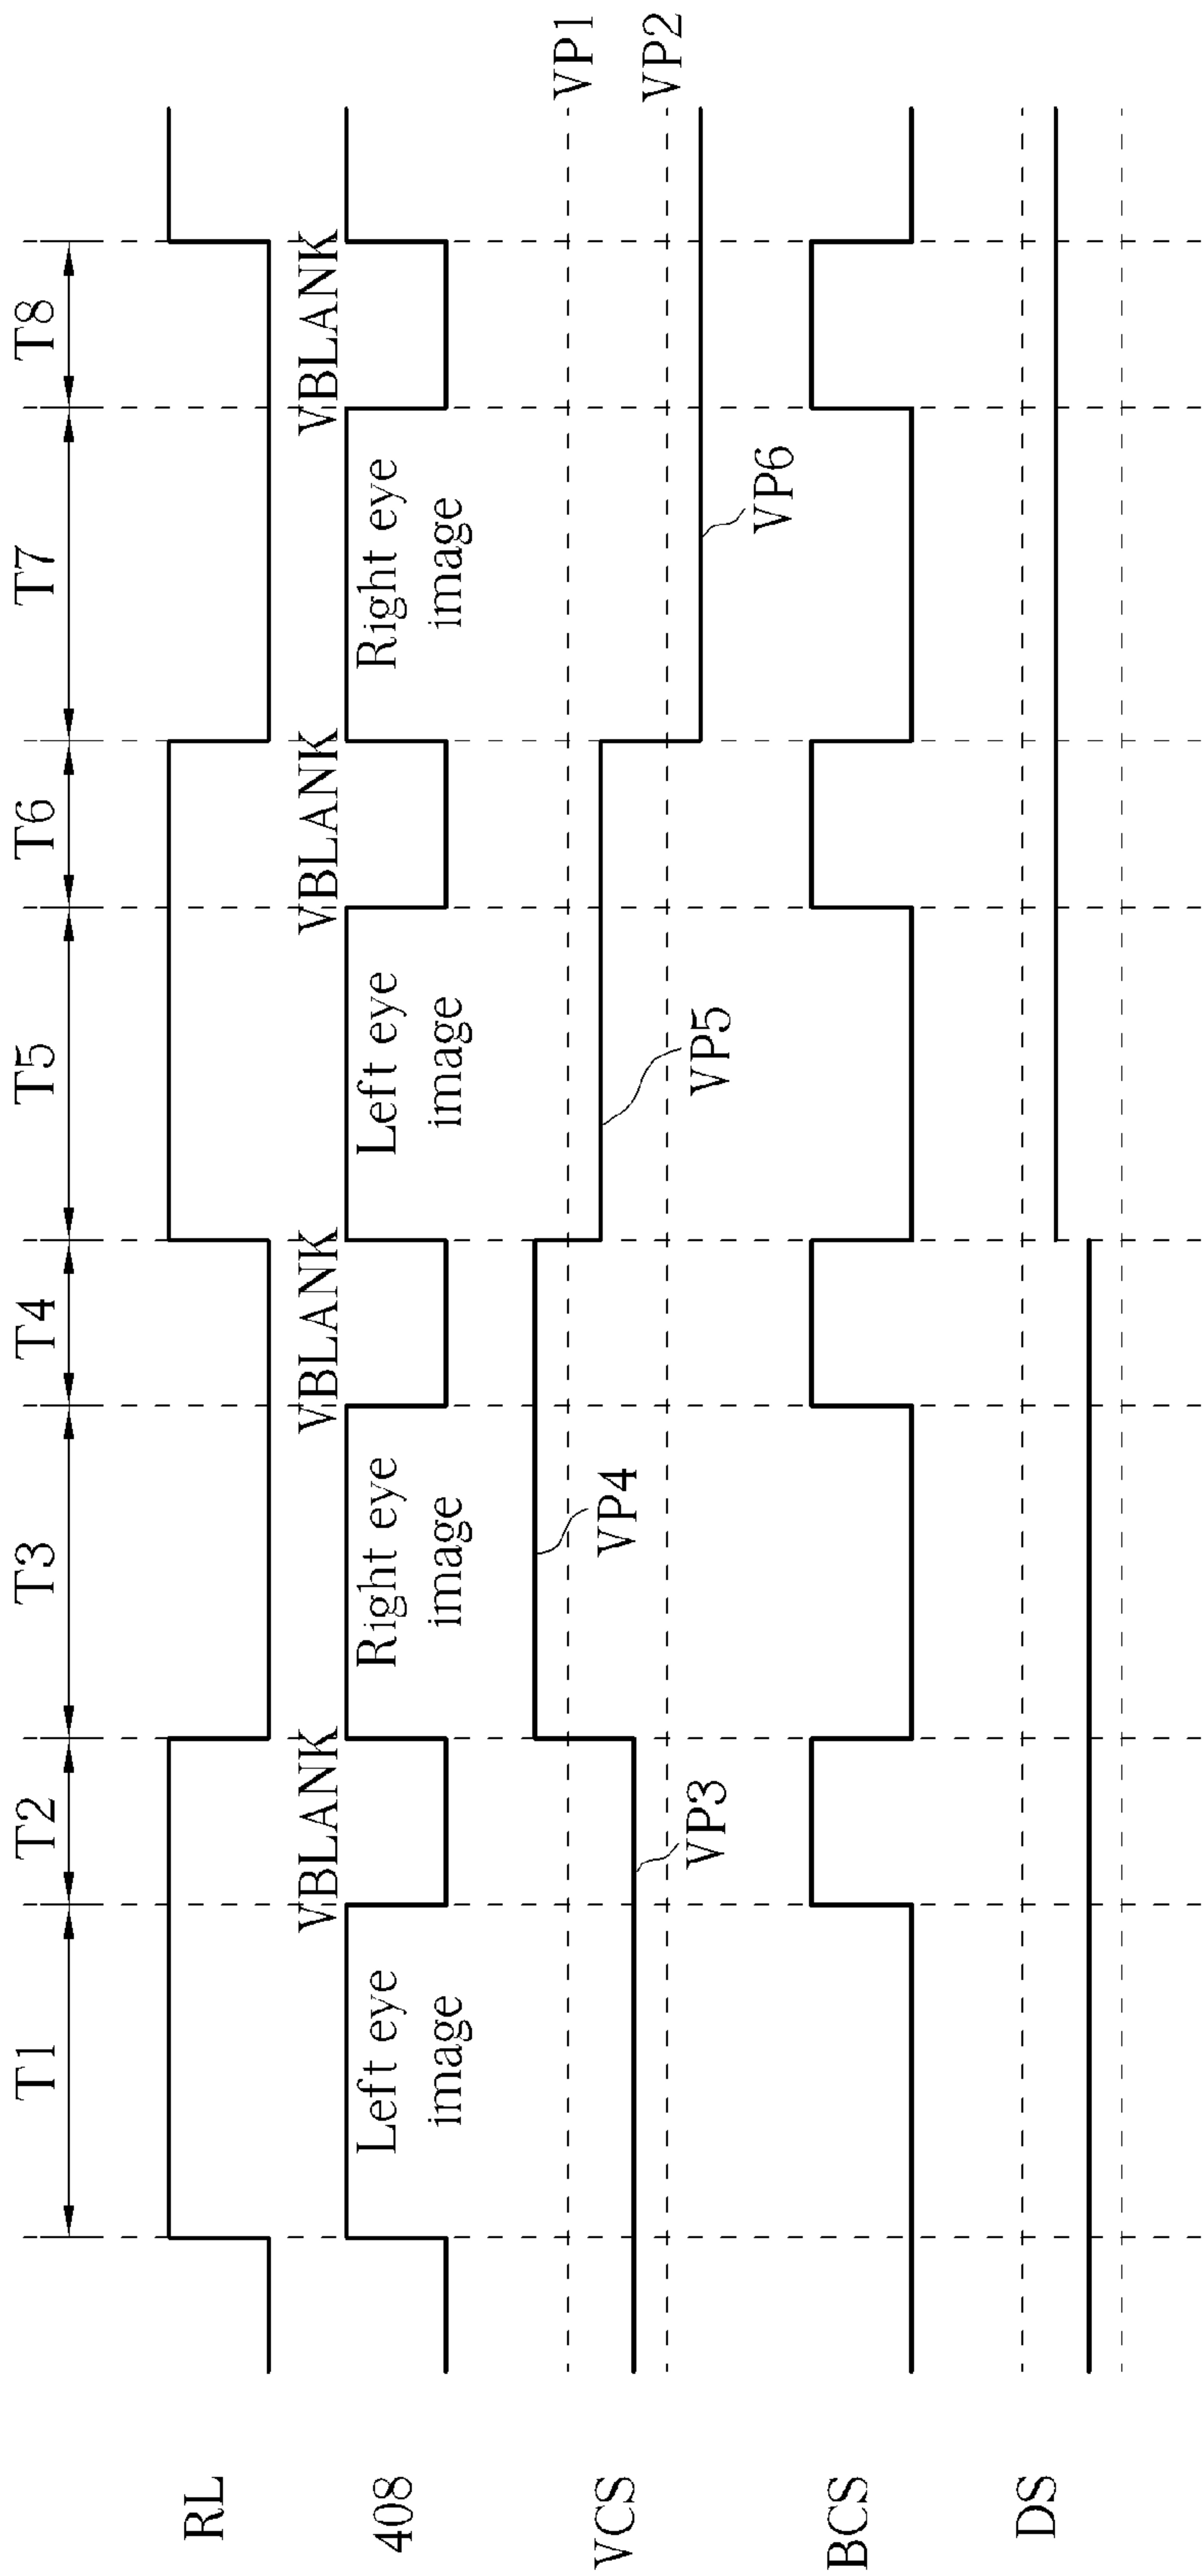 T1
T2
T3
T4
T5
T6
T7
T8
RL
VBLANK
VBLANK
VBLANK
VBLANK
408
Left eye
image
Right eye
image
Left eye
image
Right eye
image
VP1
VP2
VCS
VP3
VP4
VP5
VP6
BCS
DS